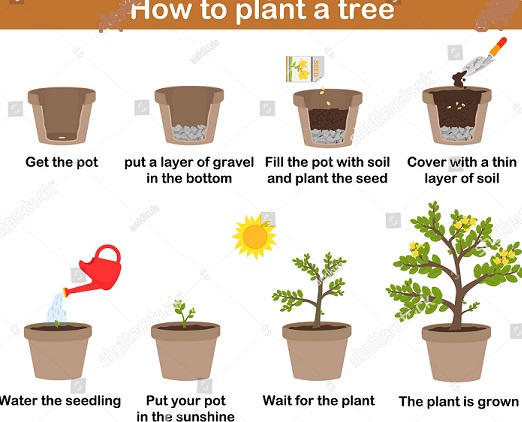 How to plant a tree
SEED
Get the pot
put a layer of gravel
in the bottom
Fill the pot with soil
and plant the seed
Cover with a thin
layer of soil
Water the seedling
Put your pot
in the sunshine
Wait for the plant
The plant is grown